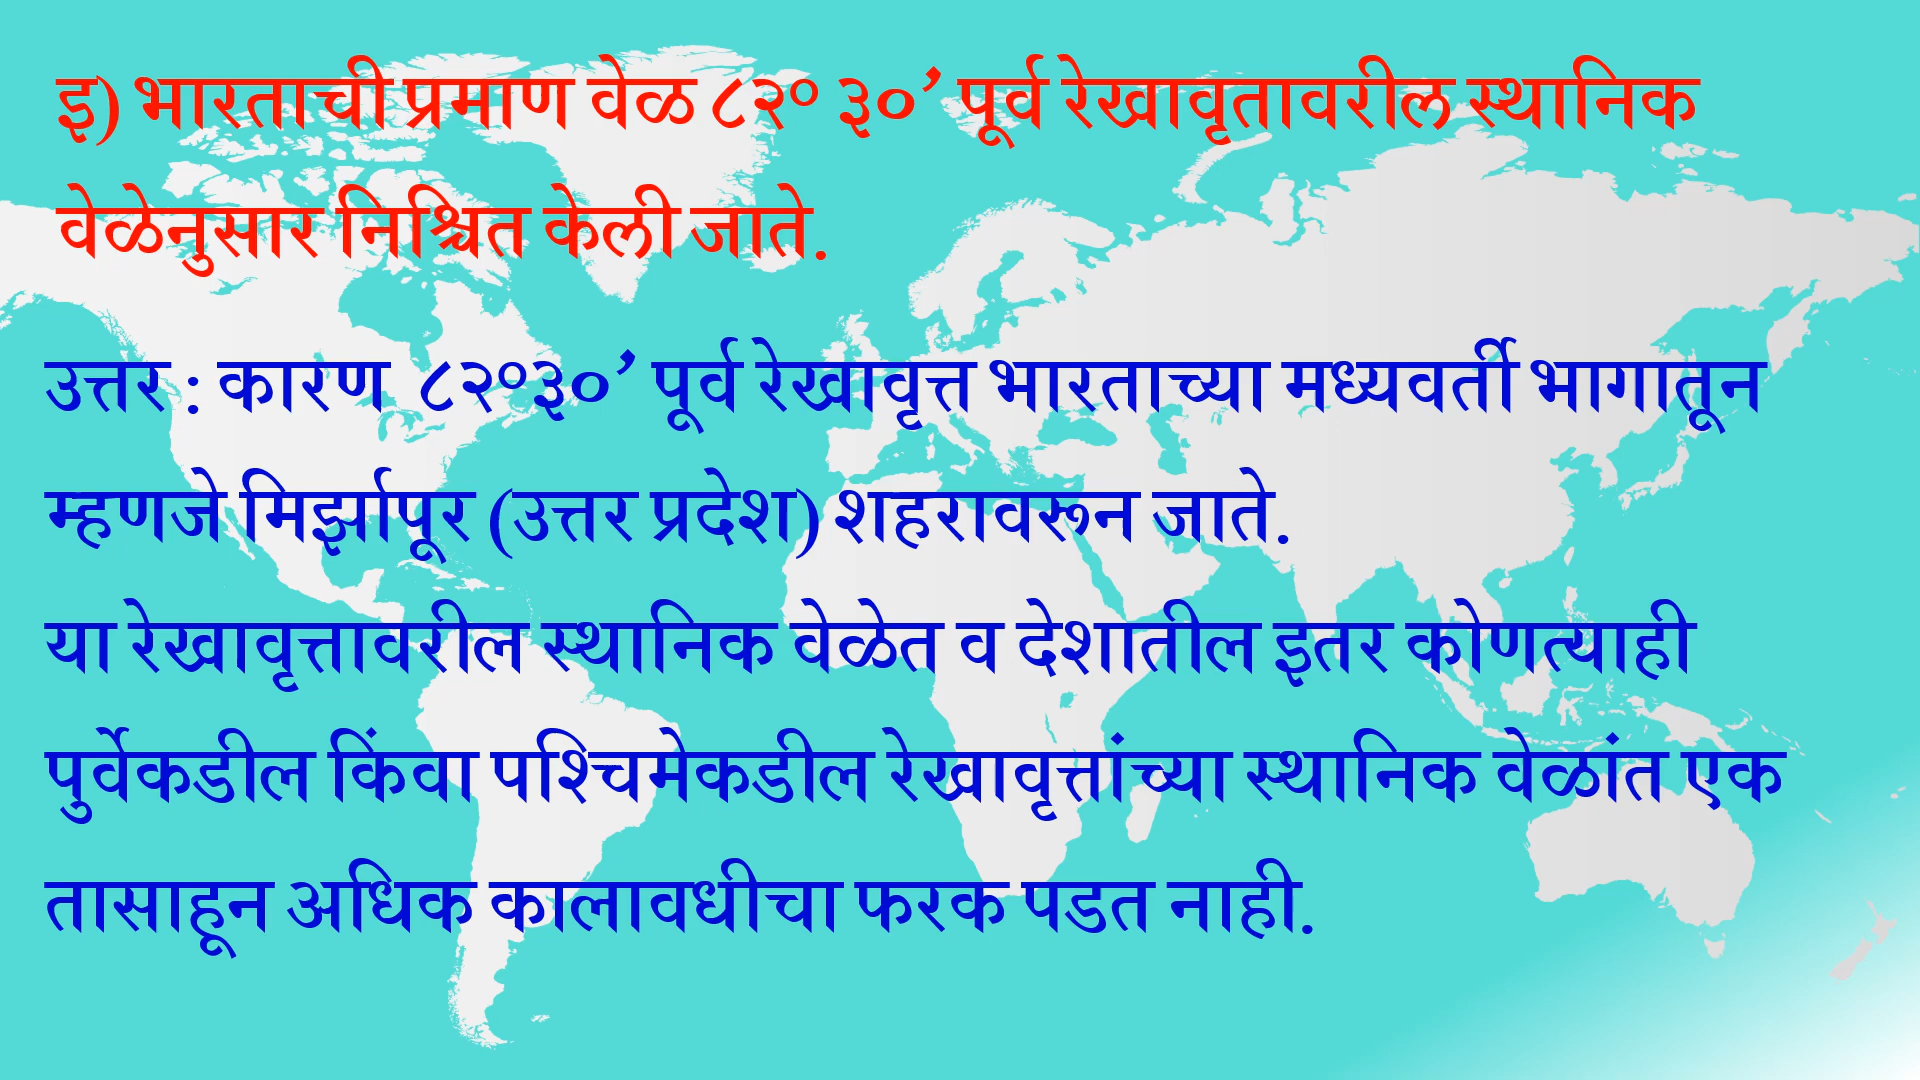 इ) भारताची प्रमाण वेळ ८२° ३०’ पूर्व रेखावृतावरील स्थानिक
वेळेनुसार निश्चित केली जाते.
उत्तर : कारण ८२°३०’ पूर्व रेखावृत्त भारताच्या मध्यवर्ती भागातून
म्हणजे मिर्झापूर (उत्तर प्रदेश) शहरावरून जाते.
या रेखावृत्तावरील स्थानिक वेळेत व देशातील इतर कोणत्याही
पुर्वेकडील किंवा पश्चिमेकडील रेखावृत्तांच्या स्थानिक वेळांत एक
तासाहून अधिक कालावधीचा फरक पडत नाही.